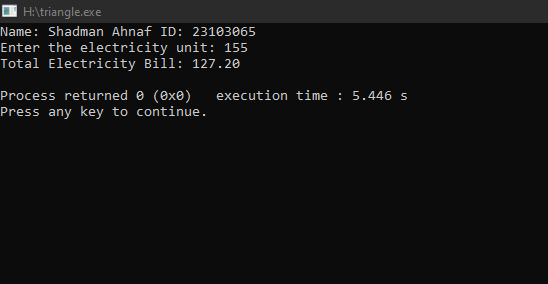 H:\triangle.exe
Name: Shadman Ahnaf ID: 23103065
Enter the electricity unit: 155
Total Electricity Bill: 127.20
Process returned 0 (0x0)   execution time : 5.446 s
Press any key to continue.